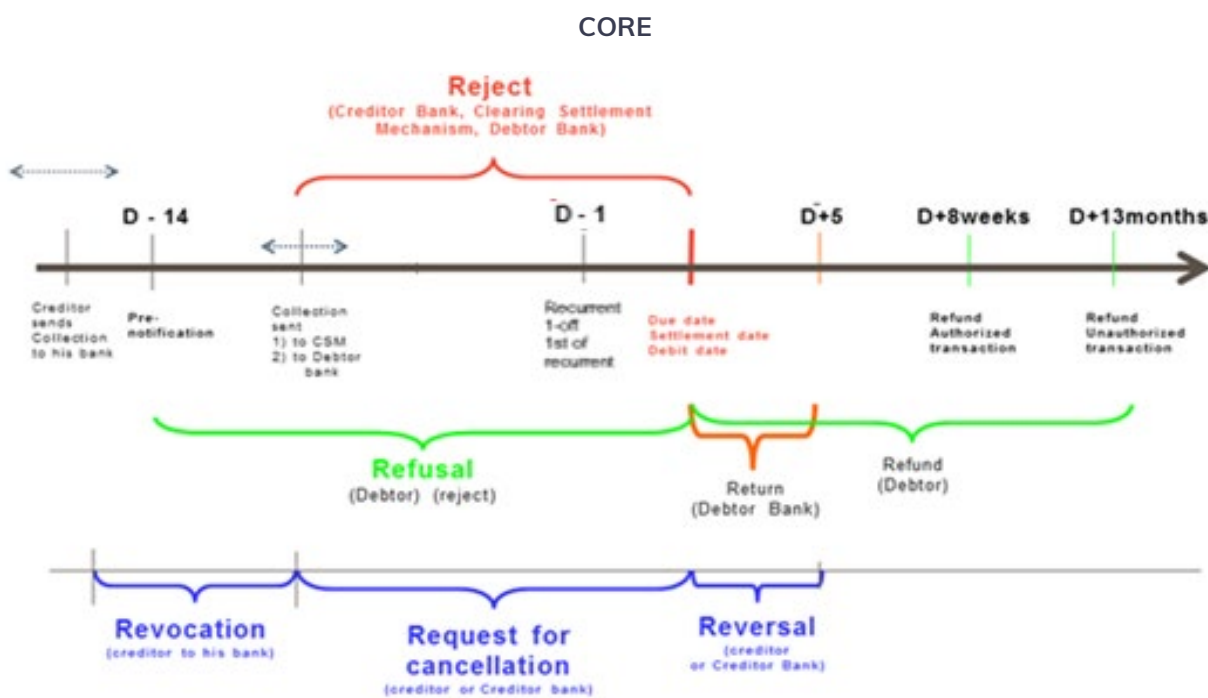 CORE
Reject
(Creditor Bank, Clearing Settlement
Mechanism, Debtor Bank)
D - 14
D - 1
D+5
D+8weeks
D+13months
Creditor
sends
Collection
to his bank
Pre-
notification
Collection
sent
1) to CSM
2) to Debtor
bank
Recurrent
1-off
1st of
recurrent
Due date
Settlement date
Debit date
Refund
Authorized
transaction
Refund
Unauthorized
transaction
Refusal
(Debtor) (reject)
Return
(Debtor Bank)
Refund
(Debtor)
Revocation
(creditor to his bank)
Request for
cancellation
(creditor or Creditor bank)
Reversal
(creditor
or Creditor Bank)